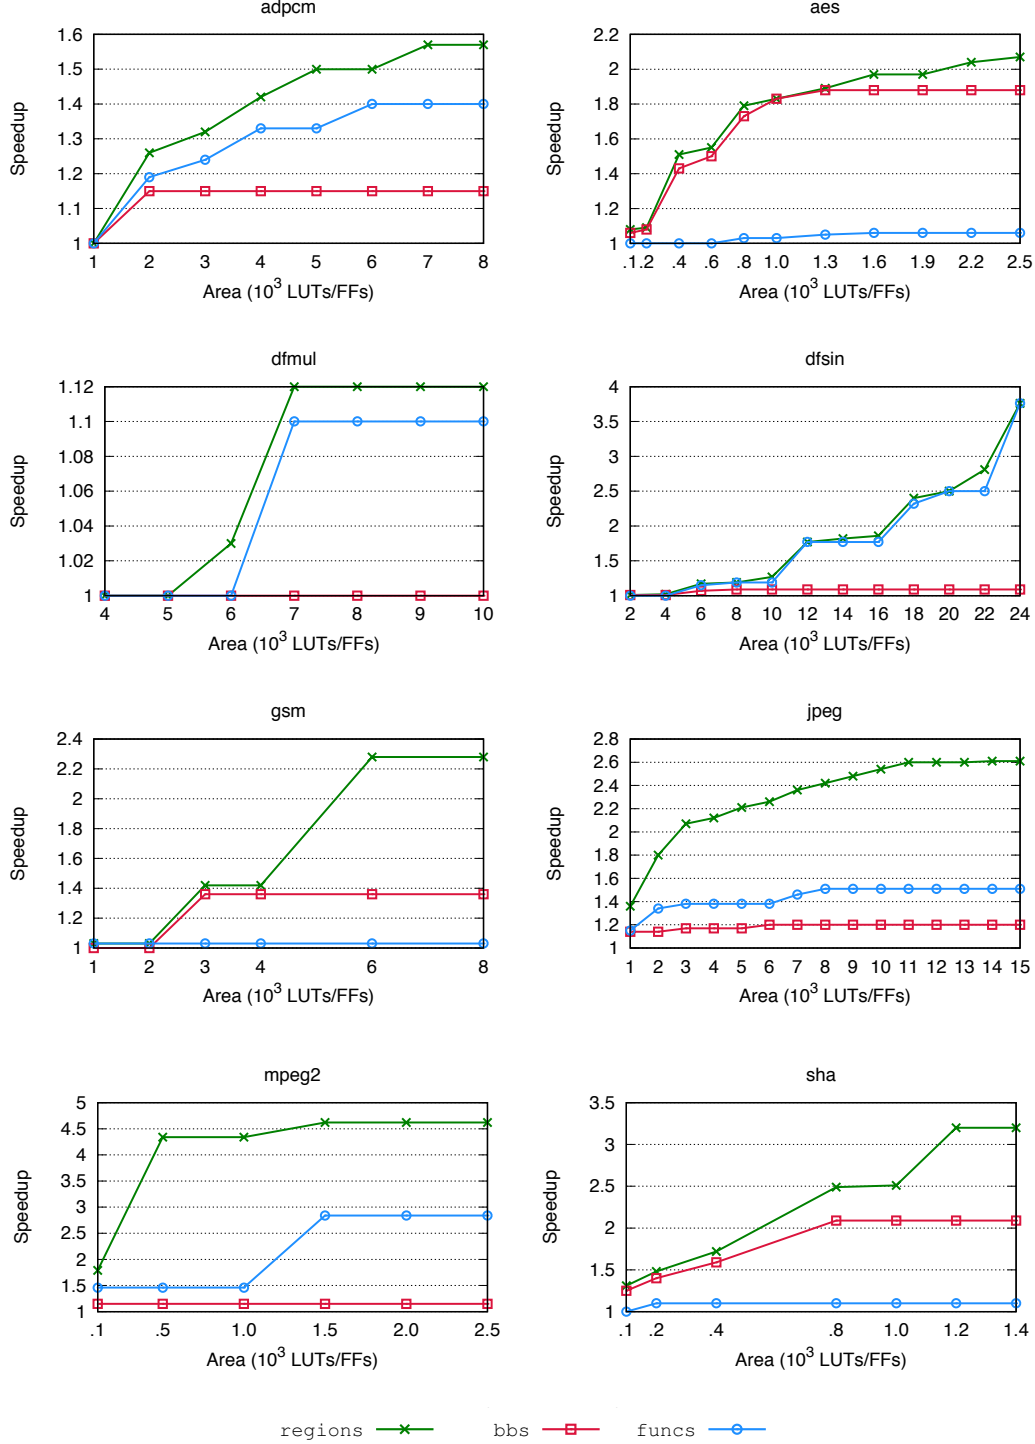 adpcm
1.6
1.5
1.4
1.3
1.2
1.1
1
Speedup
1 2 3 4 5 6 7 8
Area (10³ LUTs/FFs)
aes
2.2
2
1.8
1.6
1.4
1.2
1
Speedup
.1 .2 .4 .6 .8 1.0 1.3 1.6 1.9 2.2 2.5
Area (10³ LUTs/FFs)
dfmul
1.12
1.1
1.08
1.06
1.04
1.02
1
Speedup
4 5 6 7 8 9 10
Area (10³ LUTs/FFs)
dfsin
4
3.5
3
2.5
2
1.5
1
Speedup
2 4 6 8 10 12 14 16 18 20 22 24
Area (10³ LUTs/FFs)
gsm
2.4
2.2
2
1.8
1.6
1.4
1.2
1
Speedup
1 2 3 4 6 8
Area (10³ LUTs/FFs)
jpeg
2.8
2.6
2.4
2.2
2
1.8
1.6
1.4
1.2
1
Speedup
1 2 3 4 5 6 7 8 9 10 11 12 13 14 15
Area (10³ LUTs/FFs)
mpeg2
5
4.5
4
3.5
3
2.5
2
1.5
1
Speedup
.1 .5 1.0 1.5 2.0 2.5
Area (10³ LUTs/FFs)
sha
3.5
3
2.5
2
1.5
1
Speedup
.1 .2 .4 .8 1.0 1.2 1.4
Area (10³ LUTs/FFs)
regions bbs funcs